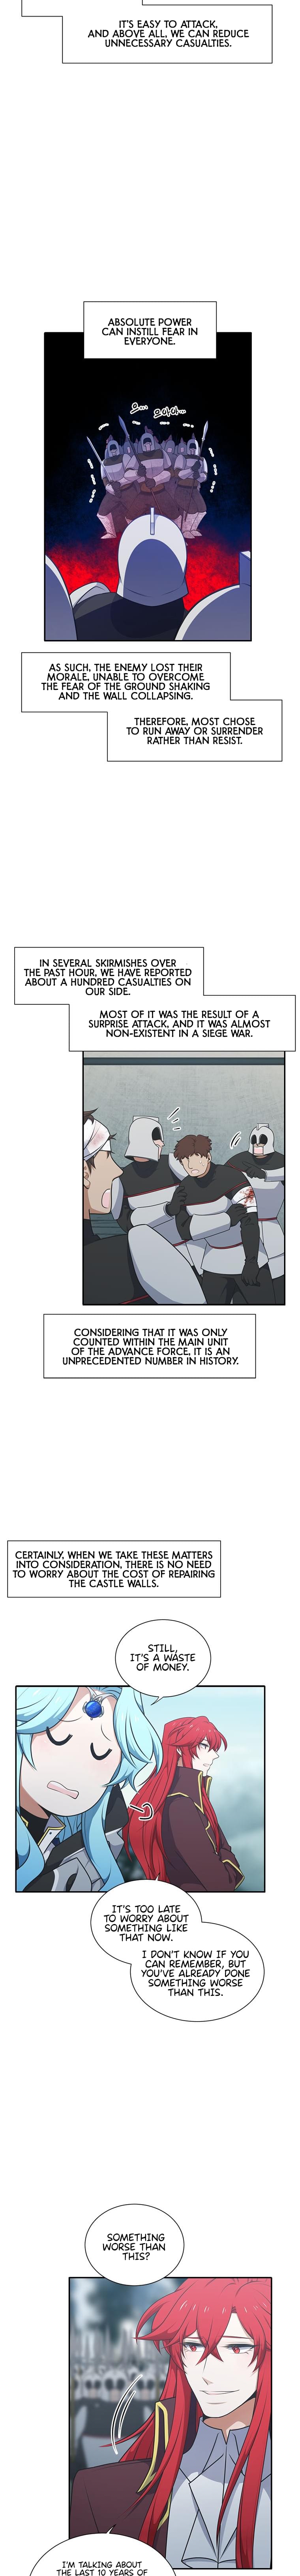 IT'S EASY TO ATTACK,
AND ABOVE ALL, WE CAN REDUCE
UNNECESSARY CASUALTIES.
ABSOLUTE POWER
CAN INSTILL FEAR IN
EVERYONE.
으...
으아아...
AS SUCH, THE ENEMY LOST THEIR
MORALE, UNABLE TO OVERCOME
THE FEAR OF THE GROUND SHAKING
AND THE WALL COLLAPSING.
THEREFORE, MOST CHOSE
TO RUN AWAY OR SURRENDER
RATHER THAN RESIST.
IN SEVERAL SKIRMISHES OVER
THE PAST HOUR, WE HAVE REPORTED
ABOUT A HUNDRED CASUALTIES ON
OUR SIDE.
MOST OF IT WAS THE RESULT OF A
SURPRISE ATTACK, AND IT WAS ALMOST
NON-EXISTENT IN A SIEGE WAR.
CONSIDERING THAT IT WAS ONLY
COUNTED WITHIN THE MAIN UNIT
OF THE ADVANCE FORCE, IT IS AN
UNPRECEDENTED NUMBER IN HISTORY.
CERTAINLY, WHEN WE TAKE THESE MATTERS
INTO CONSIDERATION, THERE IS NO NEED
TO WORRY ABOUT THE COST OF REPAIRING
THE CASTLE WALLS.
STILL,
IT'S A WASTE
OF MONEY.
IT'S TOO LATE
TO WORRY ABOUT
SOMETHING LIKE
THAT NOW.
I DON'T KNOW IF YOU
CAN REMEMBER, BUT
YOU'VE ALREADY DONE
SOMETHING WORSE
THAN THIS.
SOMETHING
WORSE THAN
THIS?
I'M TALKING ABOUT
THE LAST 10 YEARS OF